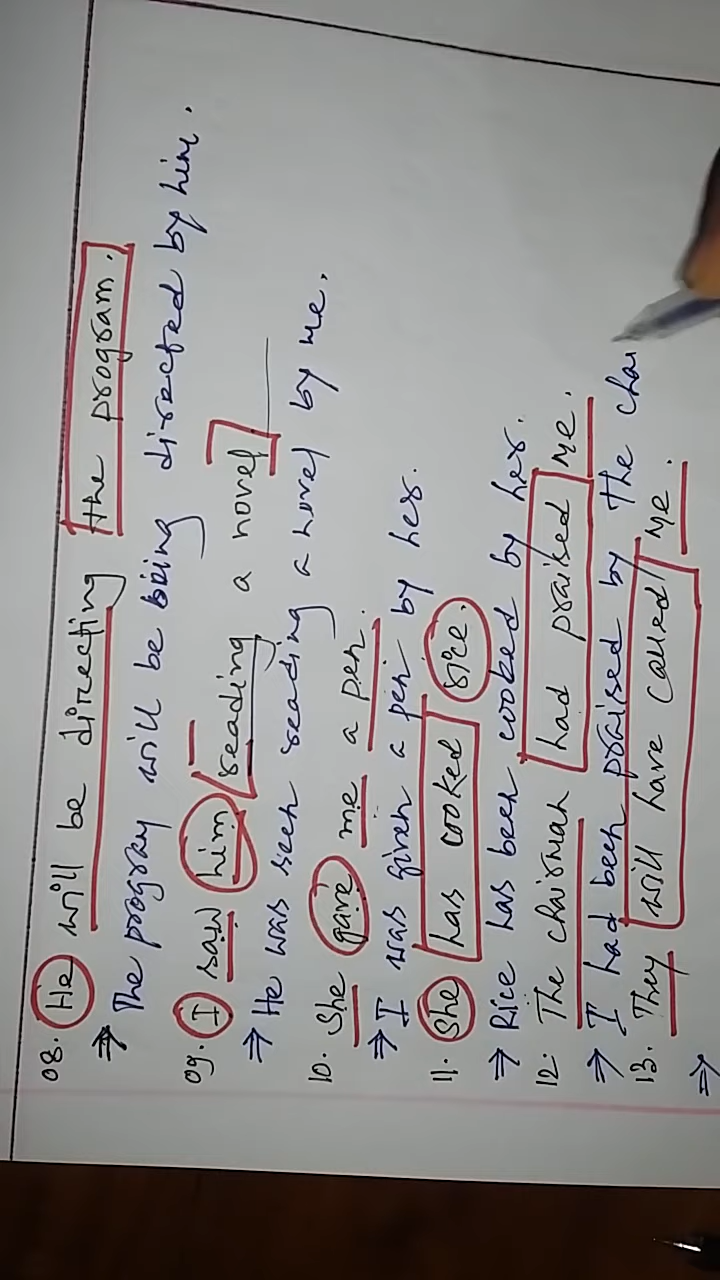 08. He will be directing the program.
⇒ The program will be being directed by him.
09. I saw him reading a novel
⇒ He was seen reading a novel by me.
10. She gave me a pen.
⇒ I was given a pen by her.
11. She has cooked rice.
⇒ Rice has been cooked by her.
12. The chairman had praised me.
⇒ I had been praised by the chai
13. They will have called me.
⇒